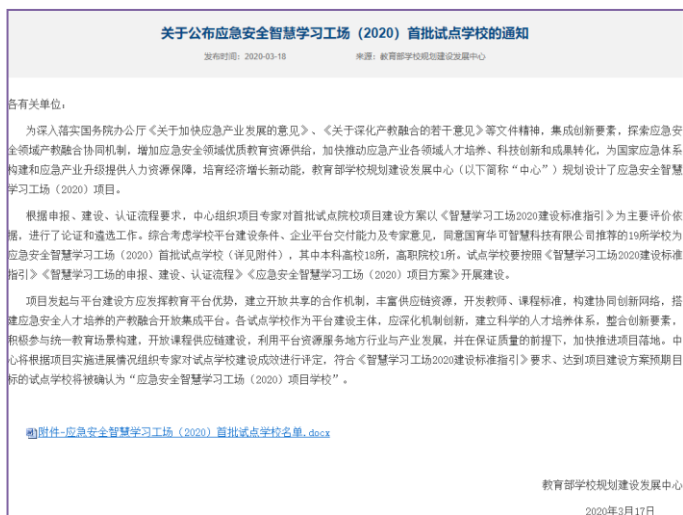 关于公布应急安全智慧学习工场（2020）首批试点学校的通知
发布时间：2020-03-18 来源：教育部学校规划建设发展中心
各有关单位：
为深入落实国务院办公厅《关于加快应急产业发展的意见》、《关于深化产教融合的若干意见》等文件精神，集成创新要素，探索应急安
全领域产教融合协同机制，增加应急安全领域优质教育资源供给，加快推动应急产业各领域人才培养、科技创新和成果转化，为国家应急体系
构建和应急产业升级提供人力资源保障，培育经济增长新动能，教育部学校规划建设发展中心（以下简称“中心”）规划设计了应急安全智慧
学习工场（2020）项目。
根据申报、建设、认证流程要求，中心组织项目专家对首批试点院校项目建设方案以《智慧学习工场2020建设标准指引》为主要评价依
据，进行了论证和遴选工作。综合考虑学校平台建设条件、企业平台交付能力及专家意见，同意国育华可智慧科技有限公司推荐的19所学校为
应急安全智慧学习工场（2020）首批试点学校（详见附件），其中本科高校18所，高职院校1所。试点学校要按照《智慧学习工场2020建设标准
指引》《智慧学习工场的申报、建设、认证流程》《应急安全智慧学习工场（2020）项目方案》开展建设。
项目发起与平台建设方应发挥教育平台优势，建立开放共享的合作机制，丰富供应链资源，开发教师、课程标准，构建协同创新网络，搭
建应急安全人才培养的产教融合开放集成平台。各试点学校作为平台建设主体，应深化机制创新，建立科学的人才培养体系，整合创新要素，
积极参与统一教育场景构建，开放课程供应链建设，利用平台资源服务地方行业与产业发展，并在保证质量的前提下，加快推进项目落地。中
心将根据项目实施进展情况组织专家对试点学校建设成效进行评定，符合《智慧学习工场2020建设标准指引》要求、达到项目建设方案预期目
标的试点学校将被确认为“应急安全智慧学习工场（2020）项目学校”。
附件-应急安全智慧学习工场（2020）首批试点学校名单.docx
教育部学校规划建设发展中心
2020年3月17日